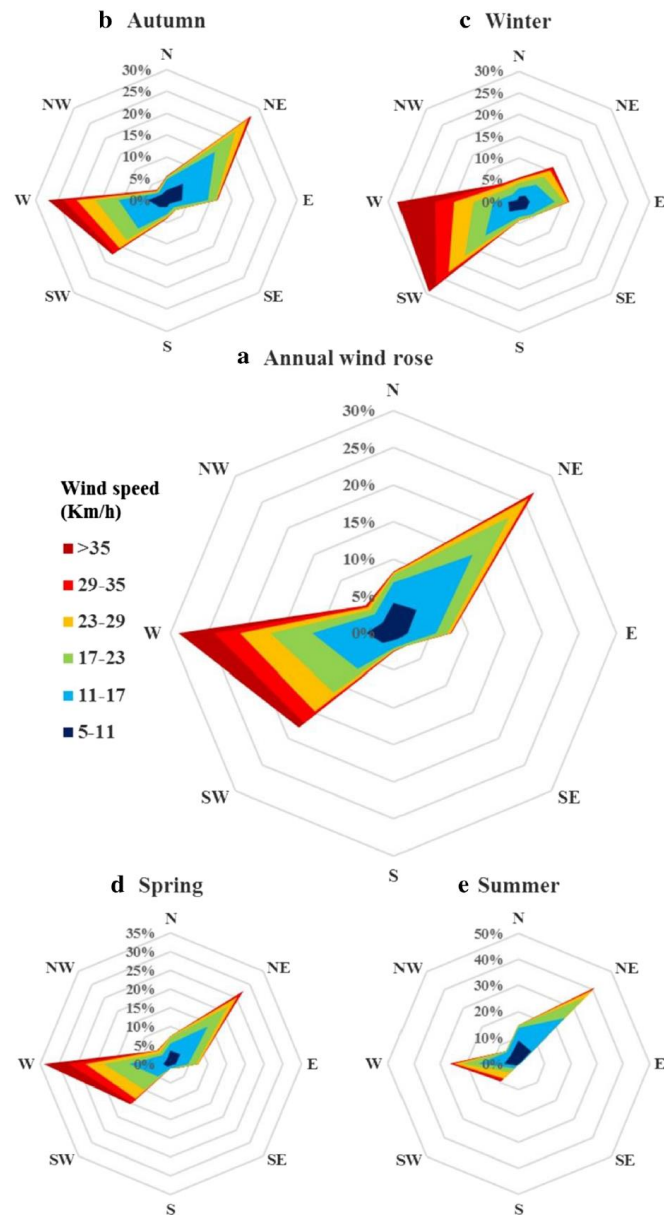 b Autumn
N
30%
25%
20%
15%
10%
5%
0%
NW
NE
W
E
SW
SE
S
c Winter
N
30%
25%
20%
15%
10%
5%
0%
NW
NE
W
E
SW
SE
S
a Annual wind rose
N
30%
25%
20%
15%
10%
5%
0%
NW
NE
W
E
SW
SE
S
Wind speed
(Km/h)
>35
29-35
23-29
17-23
11-17
5-11
d Spring
N
35%
30%
25%
20%
15%
10%
5%
0%
NW
NE
W
E
SW
SE
S
e Summer
N
50%
40%
30%
20%
10%
0%
NW
NE
W
E
SW
SE
S